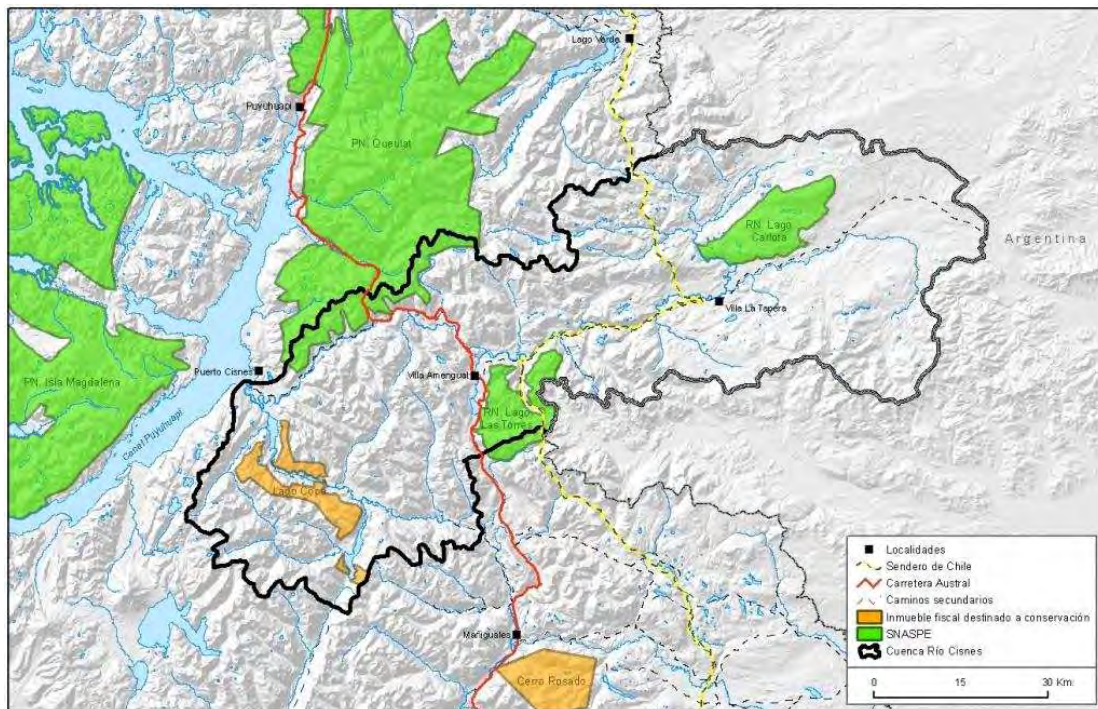 Lago Verde
Puyuhuapi
PN. Queulat
RN. Lago
Carlota
Argentina
Villa La Tapera
PN. Isla Magdalena
Puerto Cisnes
Villa Amengual
RN. Lago
Las Torres
Canal Puyuhuapi
Lago Copa
Mañiguales
Cerro Rosado
Localidades
Sendero de Chile
Carretera Austral
Caminos secundarios
Inmueble fiscal destinado a conservación
SNASPE
Cuenca Río Cisnes
0 15 30 Km.